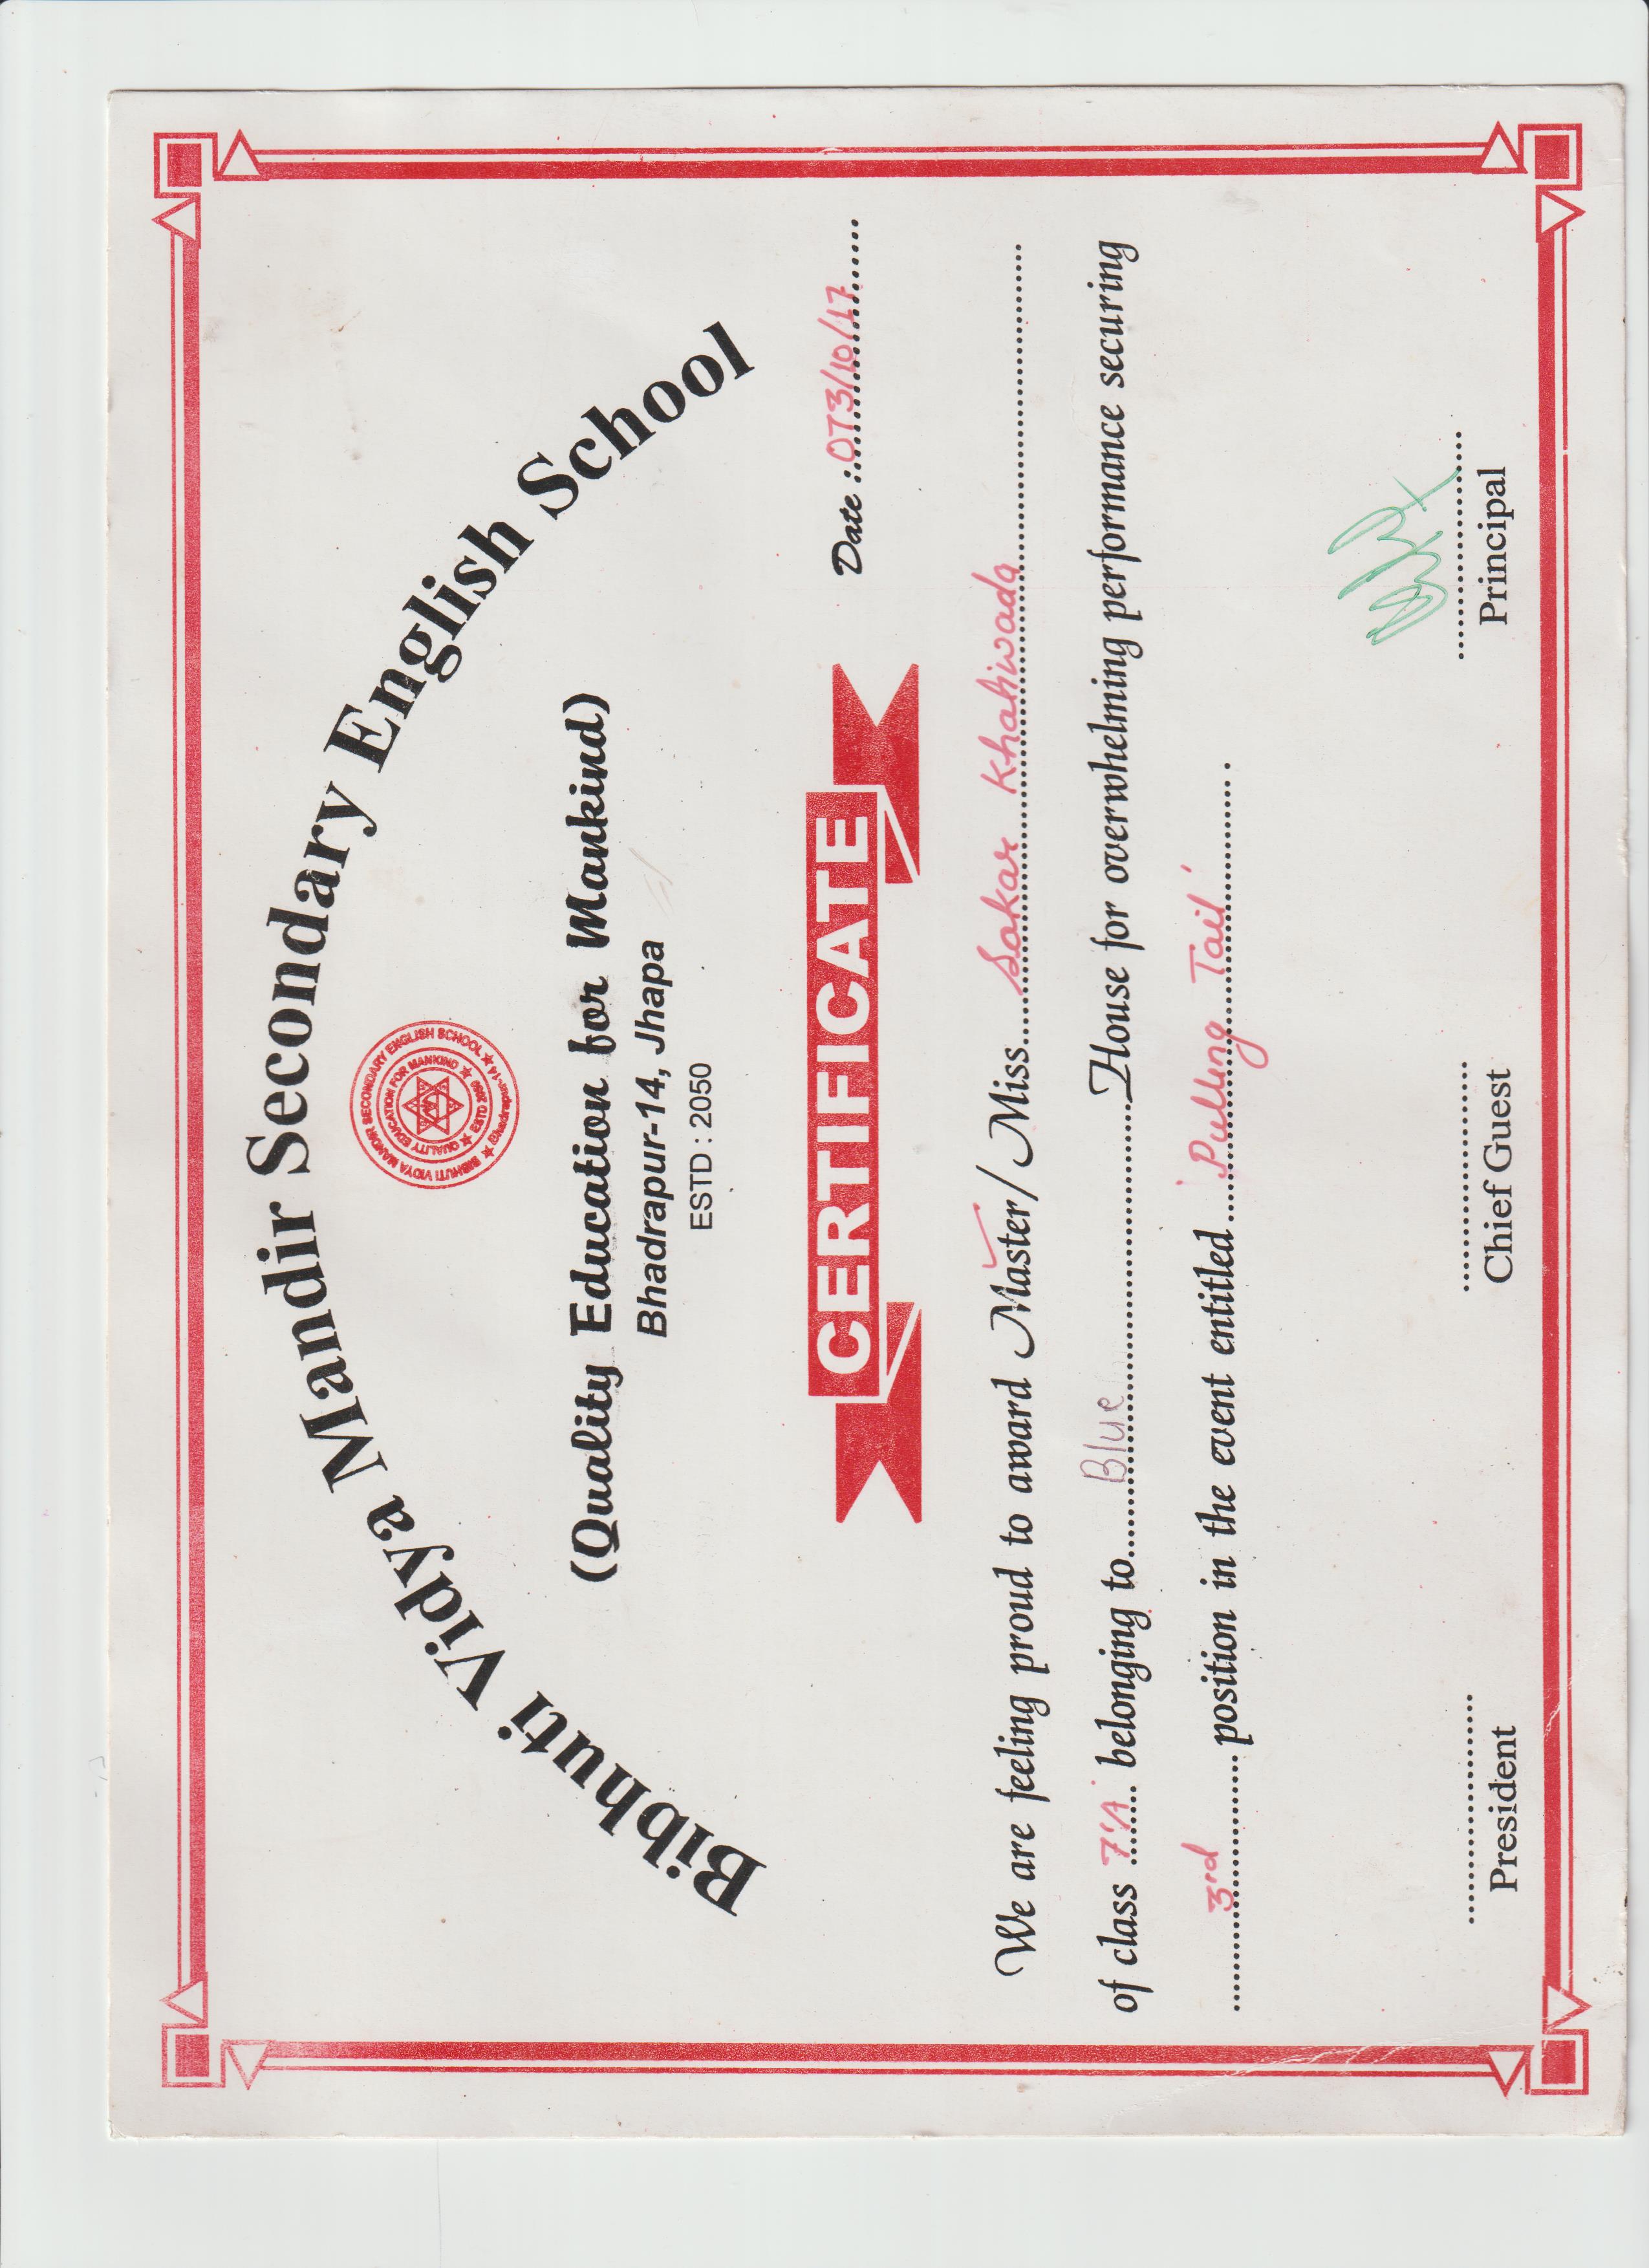 Bibhuti Vidya Mandir Secondary English School
BIBHUTI VIDYA MANDIR SECONDARY ENGLISH SCHOOL
QUALITY EDUCATION FOR MANKIND
ESTD 2050
Bhadrapur-14
(Quality Education for Mankind)
Bhadrapur-14, Jhapa
ESTD : 2050
CERTIFICATE
Date : 073/10/17
We are feeling proud to award Master/ Miss Sakar Khatiwada
of class 7'A' belonging to Blue House for overwhelming performance securing
3rd position in the event entitled 'Pulling Tail'.
President
Chief Guest
Principal